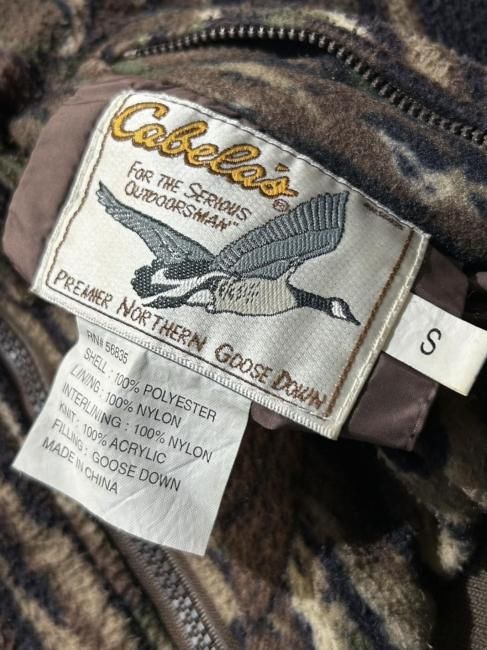 Cabela's®
FOR THE SERIOUS
OUTDOORSMAN™
PREMIER NORTHERN GOOSE DOWN
S
RN# 56835
SHELL : 100% POLYESTER
LINING : 100% NYLON
INTERLINING : 100% NYLON
KNIT : 100% ACRYLIC
FILLING : GOOSE DOWN
MADE IN CHINA